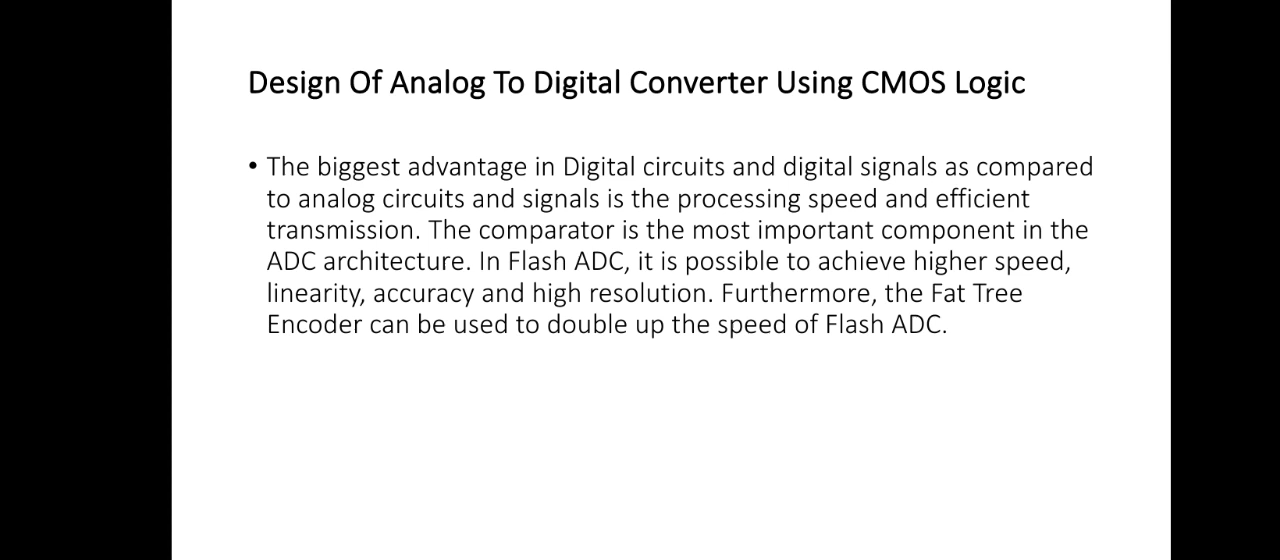 Design Of Analog To Digital Converter Using CMOS Logic
• The biggest advantage in Digital circuits and digital signals as compared
to analog circuits and signals is the processing speed and efficient
transmission. The comparator is the most important component in the
ADC architecture. In Flash ADC, it is possible to achieve higher speed,
linearity, accuracy and high resolution. Furthermore, the Fat Tree
Encoder can be used to double up the speed of Flash ADC.